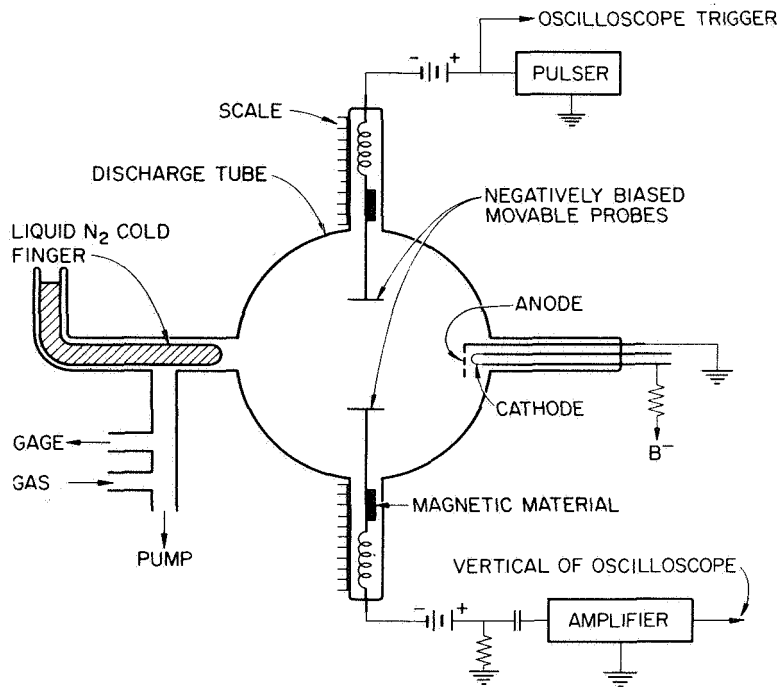 OSCILLOSCOPE TRIGGER
- +
PULSER
SCALE
DISCHARGE TUBE
NEGATIVELY BIASED
MOVABLE PROBES
LIQUID N₂ COLD
FINGER
ANODE
CATHODE
B⁻
GAGE
GAS
MAGNETIC MATERIAL
PUMP
VERTICAL OF OSCILLOSCOPE
- +
AMPLIFIER